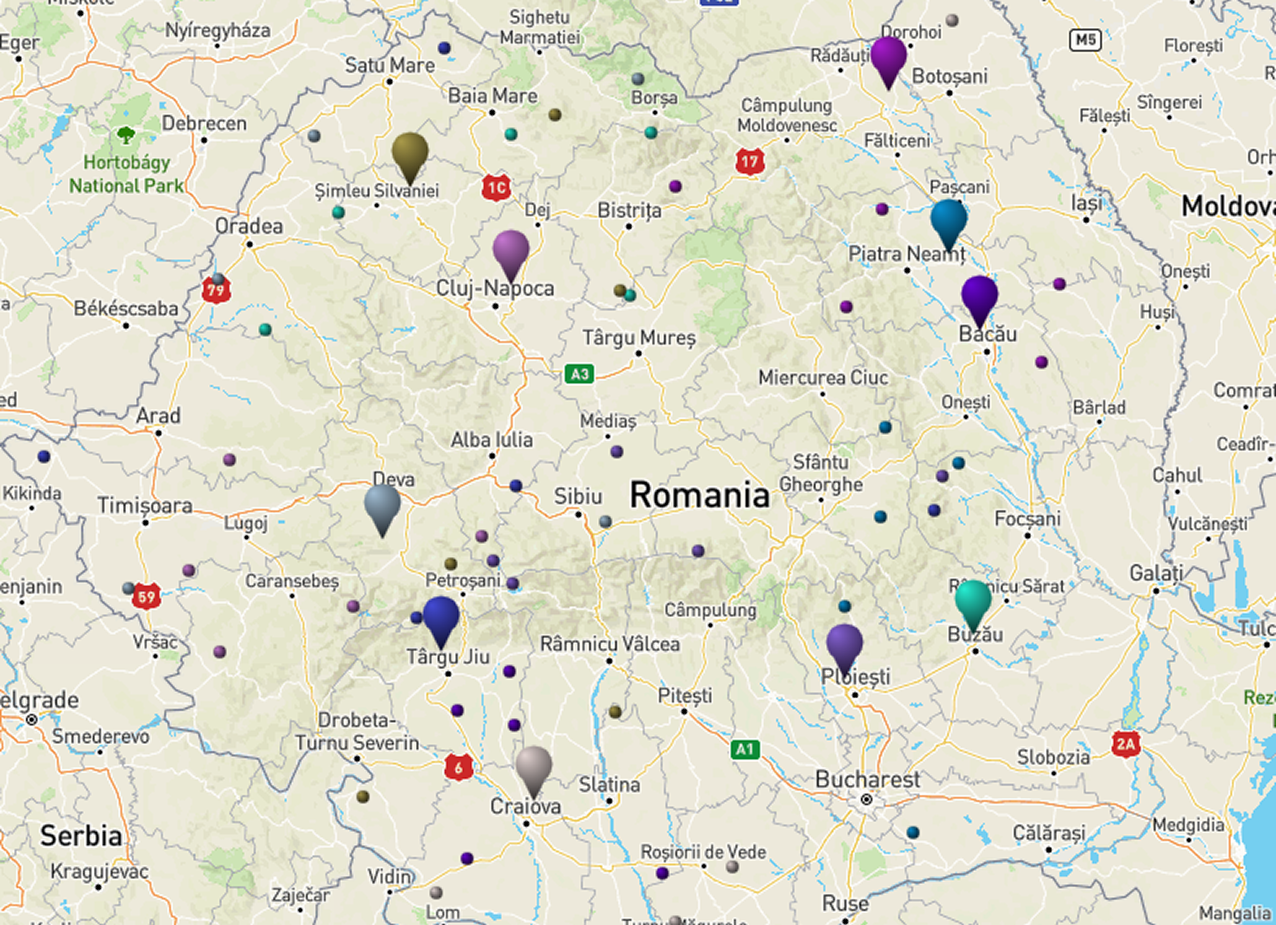 Miskolc
Sighetu
Marmatiei
Dorohoi
Nyíregyháza
M5
Florești
Eger
Rădăuți
Satu Mare
Botoșani
Baia Mare
Borșa
Câmpulung
Moldovenesc
Sîngerei
Fălești
Debrecen
Fălticeni
Hortobágy
National Park
17
Orh
Șimleu Silvaniei
1C
Pașcani
Dej
Bistrița
Iași
Moldova
Oradea
Piatra Neamț
Onești
79
Cluj-Napoca
Békéscsaba
Huși
Târgu Mureș
Bacău
A3
Miercurea Ciuc
Comrat
Arad
Onești
Bârlad
Mediaș
Alba Iulia
Ceadîr-
Sfântu
Gheorghe
Deva
Cahul
Kikinda
Sibiu
Romania
Timișoara
Lugoj
Focșani
Vulcănești
Galați
Caransebeș
Petroșani
enjanin
59
Râmnicu Sărat
Câmpulung
Tulc
Vršac
Râmnicu Vâlcea
Buzău
Târgu Jiu
Ploiești
elgrade
Pitești
Rez
Drobeta-
Turnu Severin
Smederevo
2A
A1
6
Slobozia
Bucharest
Slatina
Craiova
Serbia
Călărași
Medgidia
Roșiorii de Vede
Kragujevac
Vidin
Zaječar
Lom
Ruse
Mangalia
Turnu Măgurele